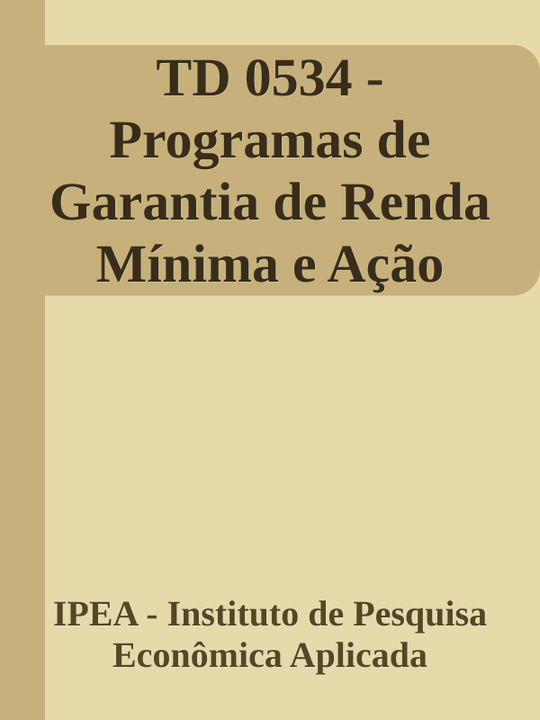 TD 0534 -
Programas de
Garantia de Renda
Mínima e Ação
IPEA - Instituto de Pesquisa
Econômica Aplicada